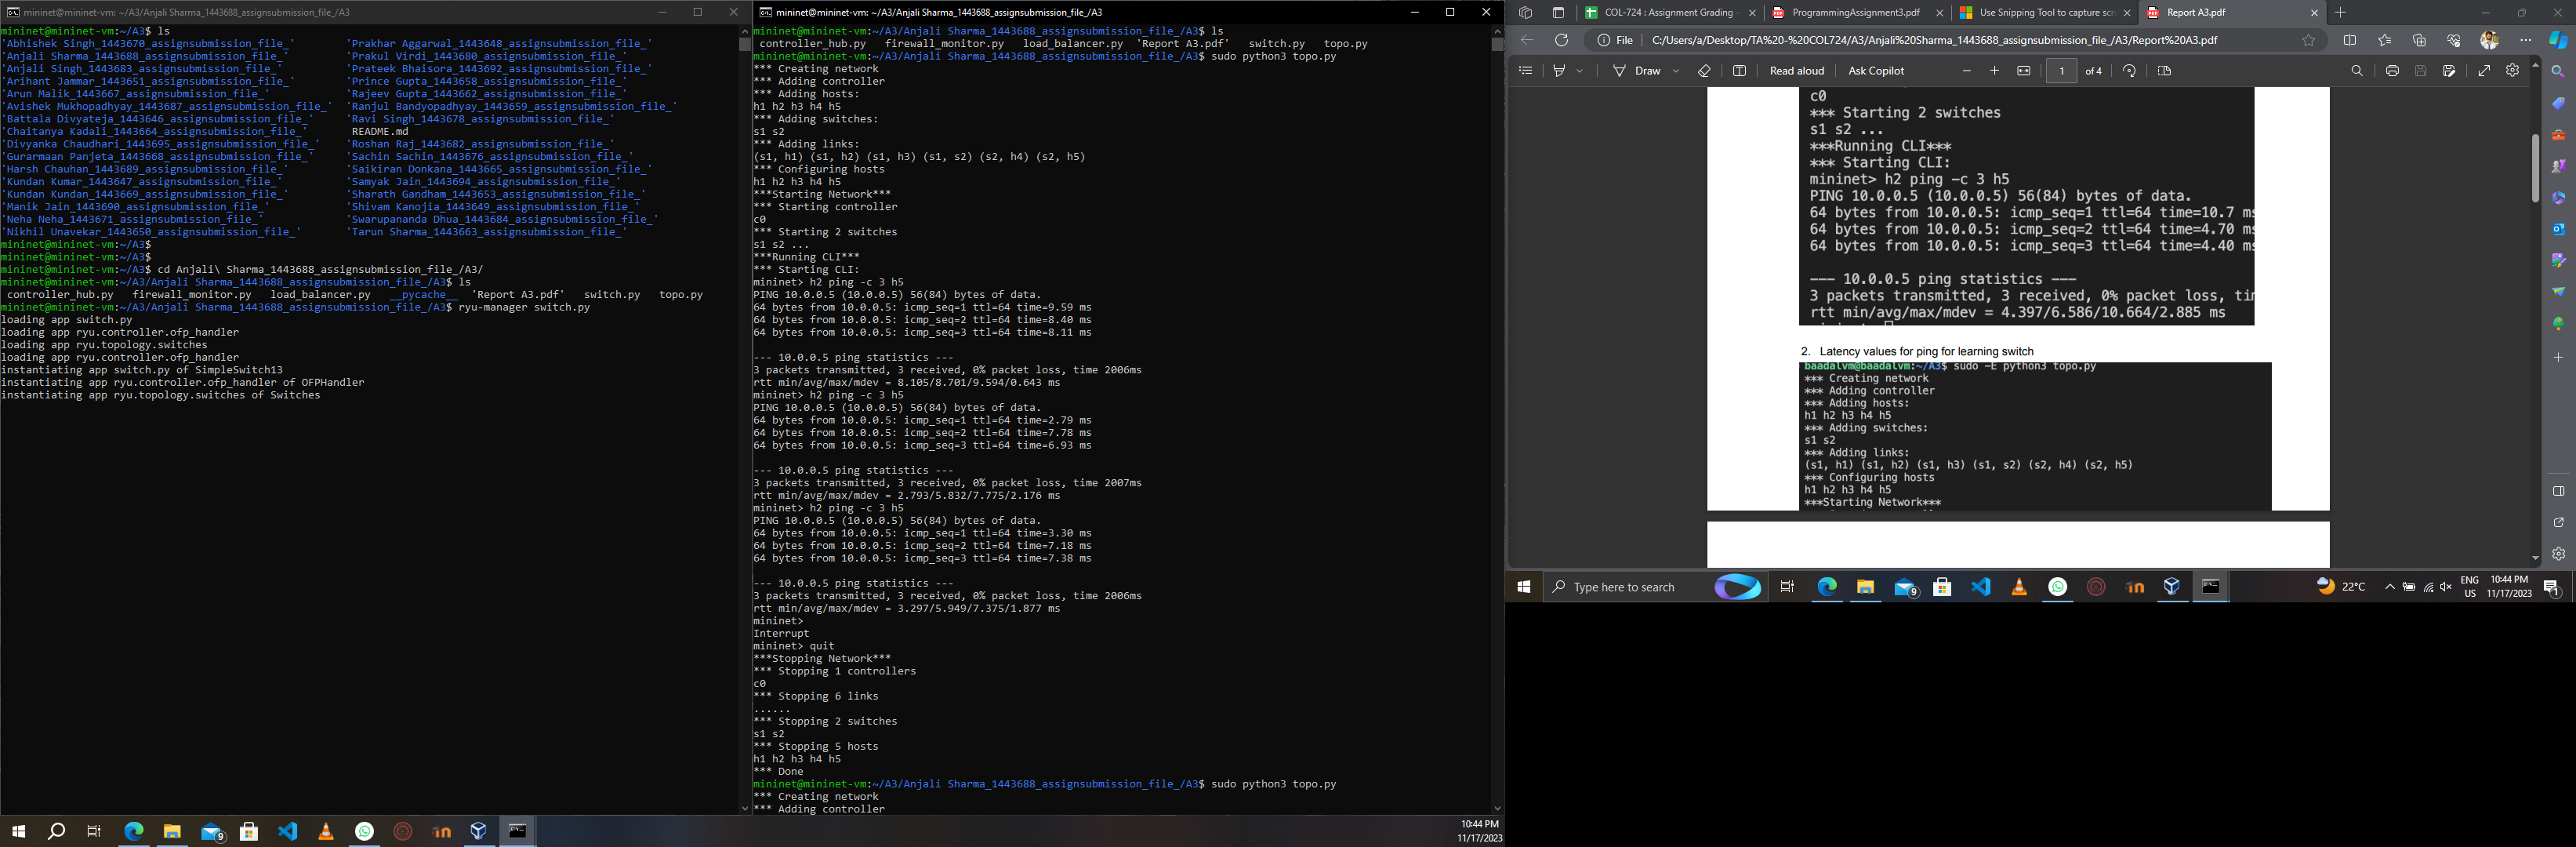 mininet@mininet-vm: ~/A3/Anjali Sharma_1443688_assignsubmission_file_/A3
mininet@mininet-vm:~/A3$ ls
'Abhishek Singh_1443670_assignsubmission_file_' 'Prakhar Aggarwal_1443648_assignsubmission_file_'
'Anjali Sharma_1443688_assignsubmission_file_' 'Prakul Virdi_1443680_assignsubmission_file_'
'Anjali Singh_1443683_assignsubmission_file_' 'Prateek Bhaisora_1443692_assignsubmission_file_'
'Arihant Jammar_1443651_assignsubmission_file_' 'Prince Gupta_1443658_assignsubmission_file_'
'Arun Malik_1443667_assignsubmission_file_' 'Rajeev Gupta_1443662_assignsubmission_file_'
'Avishek Mukhopadhyay_1443687_assignsubmission_file_' 'Ranjul Bandyopadhyay_1443659_assignsubmission_file_'
'Battala Divyateja_1443646_assignsubmission_file_' 'Ravi Singh_1443678_assignsubmission_file_'
'Chaitanya Kadali_1443664_assignsubmission_file_' README.md
'Divyanka Chaudhari_1443695_assignsubmission_file_' 'Roshan Raj_1443682_assignsubmission_file_'
'Gurarmaan Panjeta_1443668_assignsubmission_file_' 'Sachin Sachin_1443676_assignsubmission_file_'
'Harsh Chauhan_1443689_assignsubmission_file_' 'Saikiran Donkana_1443665_assignsubmission_file_'
'Kundan Kumar_1443647_assignsubmission_file_' 'Samyak Jain_1443694_assignsubmission_file_'
'Kundan Kundan_1443669_assignsubmission_file_' 'Sharath Gandham_1443653_assignsubmission_file_'
'Manik Jain_1443690_assignsubmission_file_' 'Shivam Kanojia_1443649_assignsubmission_file_'
'Neha Neha_1443671_assignsubmission_file_' 'Swarupananda Dhua_1443684_assignsubmission_file_'
'Nikhil Unavekar_1443650_assignsubmission_file_' 'Tarun Sharma_1443663_assignsubmission_file_'
mininet@mininet-vm:~/A3$
mininet@mininet-vm:~/A3$
mininet@mininet-vm:~/A3$ cd Anjali\ Sharma_1443688_assignsubmission_file_/A3/
mininet@mininet-vm:~/A3/Anjali Sharma_1443688_assignsubmission_file_/A3$ ls
controller_hub.py firewall_monitor.py load_balancer.py __pycache__ 'Report A3.pdf' switch.py topo.py
mininet@mininet-vm:~/A3/Anjali Sharma_1443688_assignsubmission_file_/A3$ ryu-manager switch.py
loading app switch.py
loading app ryu.controller.ofp_handler
loading app ryu.topology.switches
loading app ryu.controller.ofp_handler
instantiating app switch.py of SimpleSwitch13
instantiating app ryu.controller.ofp_handler of OFPHandler
instantiating app ryu.topology.switches of Switches
mininet@mininet-vm: ~/A3/Anjali Sharma_1443688_assignsubmission_file_/A3
mininet@mininet-vm:~/A3/Anjali Sharma_1443688_assignsubmission_file_/A3$ ls
controller_hub.py firewall_monitor.py load_balancer.py 'Report A3.pdf' switch.py topo.py
mininet@mininet-vm:~/A3/Anjali Sharma_1443688_assignsubmission_file_/A3$ sudo python3 topo.py
*** Creating network
*** Adding controller
*** Adding hosts:
h1 h2 h3 h4 h5
*** Adding switches:
s1 s2
*** Adding links:
(s1, h1) (s1, h2) (s1, h3) (s1, s2) (s2, h4) (s2, h5)
*** Configuring hosts
h1 h2 h3 h4 h5
***Starting Network***
*** Starting controller
c0
*** Starting 2 switches
s1 s2 ...
***Running CLI***
*** Starting CLI:
mininet> h2 ping -c 3 h5
PING 10.0.0.5 (10.0.0.5) 56(84) bytes of data.
64 bytes from 10.0.0.5: icmp_seq=1 ttl=64 time=9.59 ms
64 bytes from 10.0.0.5: icmp_seq=2 ttl=64 time=8.40 ms
64 bytes from 10.0.0.5: icmp_seq=3 ttl=64 time=8.11 ms
--- 10.0.0.5 ping statistics ---
3 packets transmitted, 3 received, 0% packet loss, time 2006ms
rtt min/avg/max/mdev = 8.105/8.701/9.594/0.643 ms
mininet> h2 ping -c 3 h5
PING 10.0.0.5 (10.0.0.5) 56(84) bytes of data.
64 bytes from 10.0.0.5: icmp_seq=1 ttl=64 time=2.79 ms
64 bytes from 10.0.0.5: icmp_seq=2 ttl=64 time=7.78 ms
64 bytes from 10.0.0.5: icmp_seq=3 ttl=64 time=6.93 ms
--- 10.0.0.5 ping statistics ---
3 packets transmitted, 3 received, 0% packet loss, time 2007ms
rtt min/avg/max/mdev = 2.793/5.832/7.775/2.176 ms
mininet> h2 ping -c 3 h5
PING 10.0.0.5 (10.0.0.5) 56(84) bytes of data.
64 bytes from 10.0.0.5: icmp_seq=1 ttl=64 time=3.30 ms
64 bytes from 10.0.0.5: icmp_seq=2 ttl=64 time=7.18 ms
64 bytes from 10.0.0.5: icmp_seq=3 ttl=64 time=7.38 ms
--- 10.0.0.5 ping statistics ---
3 packets transmitted, 3 received, 0% packet loss, time 2006ms
rtt min/avg/max/mdev = 3.297/5.949/7.375/1.877 ms
mininet>
Interrupt
mininet> quit
***Stopping Network***
*** Stopping 1 controllers
c0
*** Stopping 6 links
......
*** Stopping 2 switches
s1 s2
*** Stopping 5 hosts
h1 h2 h3 h4 h5
*** Done
mininet@mininet-vm:~/A3/Anjali Sharma_1443688_assignsubmission_file_/A3$ sudo python3 topo.py
*** Creating network
*** Adding controller
9
10:44 PM
11/17/2023
COL-724 : Assignment Grading - ProgrammingAssignment3.pdf Use Snipping Tool to capture scr Report A3.pdf
File C:/Users/a/Desktop/TA%20-%20COL724/A3/Anjali%20Sharma_1443688_assignsubmission_file_/A3/Report%20A3.pdf
Draw Read aloud Ask Copilot 1 of 4
c0
*** Starting 2 switches
s1 s2 ...
***Running CLI***
*** Starting CLI:
mininet> h2 ping -c 3 h5
PING 10.0.0.5 (10.0.0.5) 56(84) bytes of data.
64 bytes from 10.0.0.5: icmp_seq=1 ttl=64 time=10.7 ms
64 bytes from 10.0.0.5: icmp_seq=2 ttl=64 time=4.70 ms
64 bytes from 10.0.0.5: icmp_seq=3 ttl=64 time=4.40 ms
--- 10.0.0.5 ping statistics ---
3 packets transmitted, 3 received, 0% packet loss, tim
rtt min/avg/max/mdev = 4.397/6.586/10.664/2.885 ms
2. Latency values for ping for learning switch
baadalvm@baadalvm:~/A3$ sudo -E python3 topo.py
*** Creating network
*** Adding controller
*** Adding hosts:
h1 h2 h3 h4 h5
*** Adding switches:
s1 s2
*** Adding links:
(s1, h1) (s1, h2) (s1, h3) (s1, s2) (s2, h4) (s2, h5)
*** Configuring hosts
h1 h2 h3 h4 h5
***Starting Network***
Type here to search
9
22°C
ENG
US
10:44 PM
11/17/2023
1